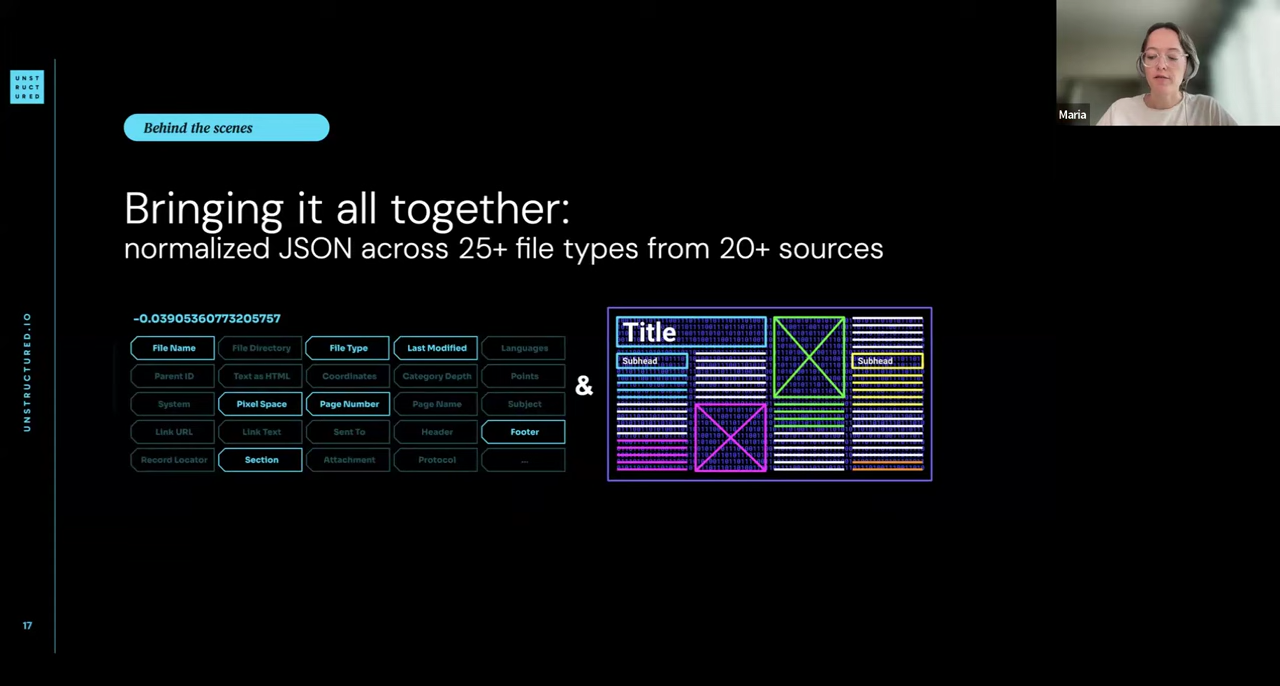 UNST
RUCT
URED
Behind the scenes
Maria
Bringing it all together:
normalized JSON across 25+ file types from 20+ sources
-0.03905360773205757
File Name File Directory File Type Last Modified Languages
Parent ID Text as HTML Coordinates Category Depth Points
System Pixel Space Page Number Page Name Subject
Link URL Link Text Sent To Header Footer
Record Locator Section Attachment Protocol ...
&
Title
Subhead
Subhead
UNSTRUCTURED.IO
17